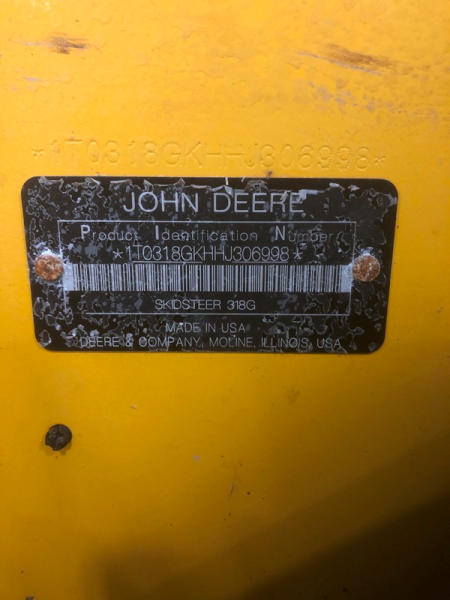 *1T0318GKHHJ306998*
JOHN DEERE
Product Identification Number
*1T0318GKHHJ306998*
SKIDSTEER 318G
MADE IN USA
DEERE & COMPANY, MOLINE, ILLINOIS, USA